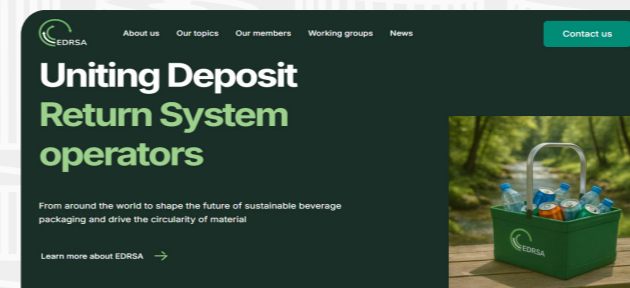 EDRSA
About us
Our topics
Our members
Working groups
News
Contact us
Uniting Deposit
Return System
operators
From around the world to shape the future of sustainable beverage
packaging and drive the circularity of material
Learn more about EDRSA
EDRSA